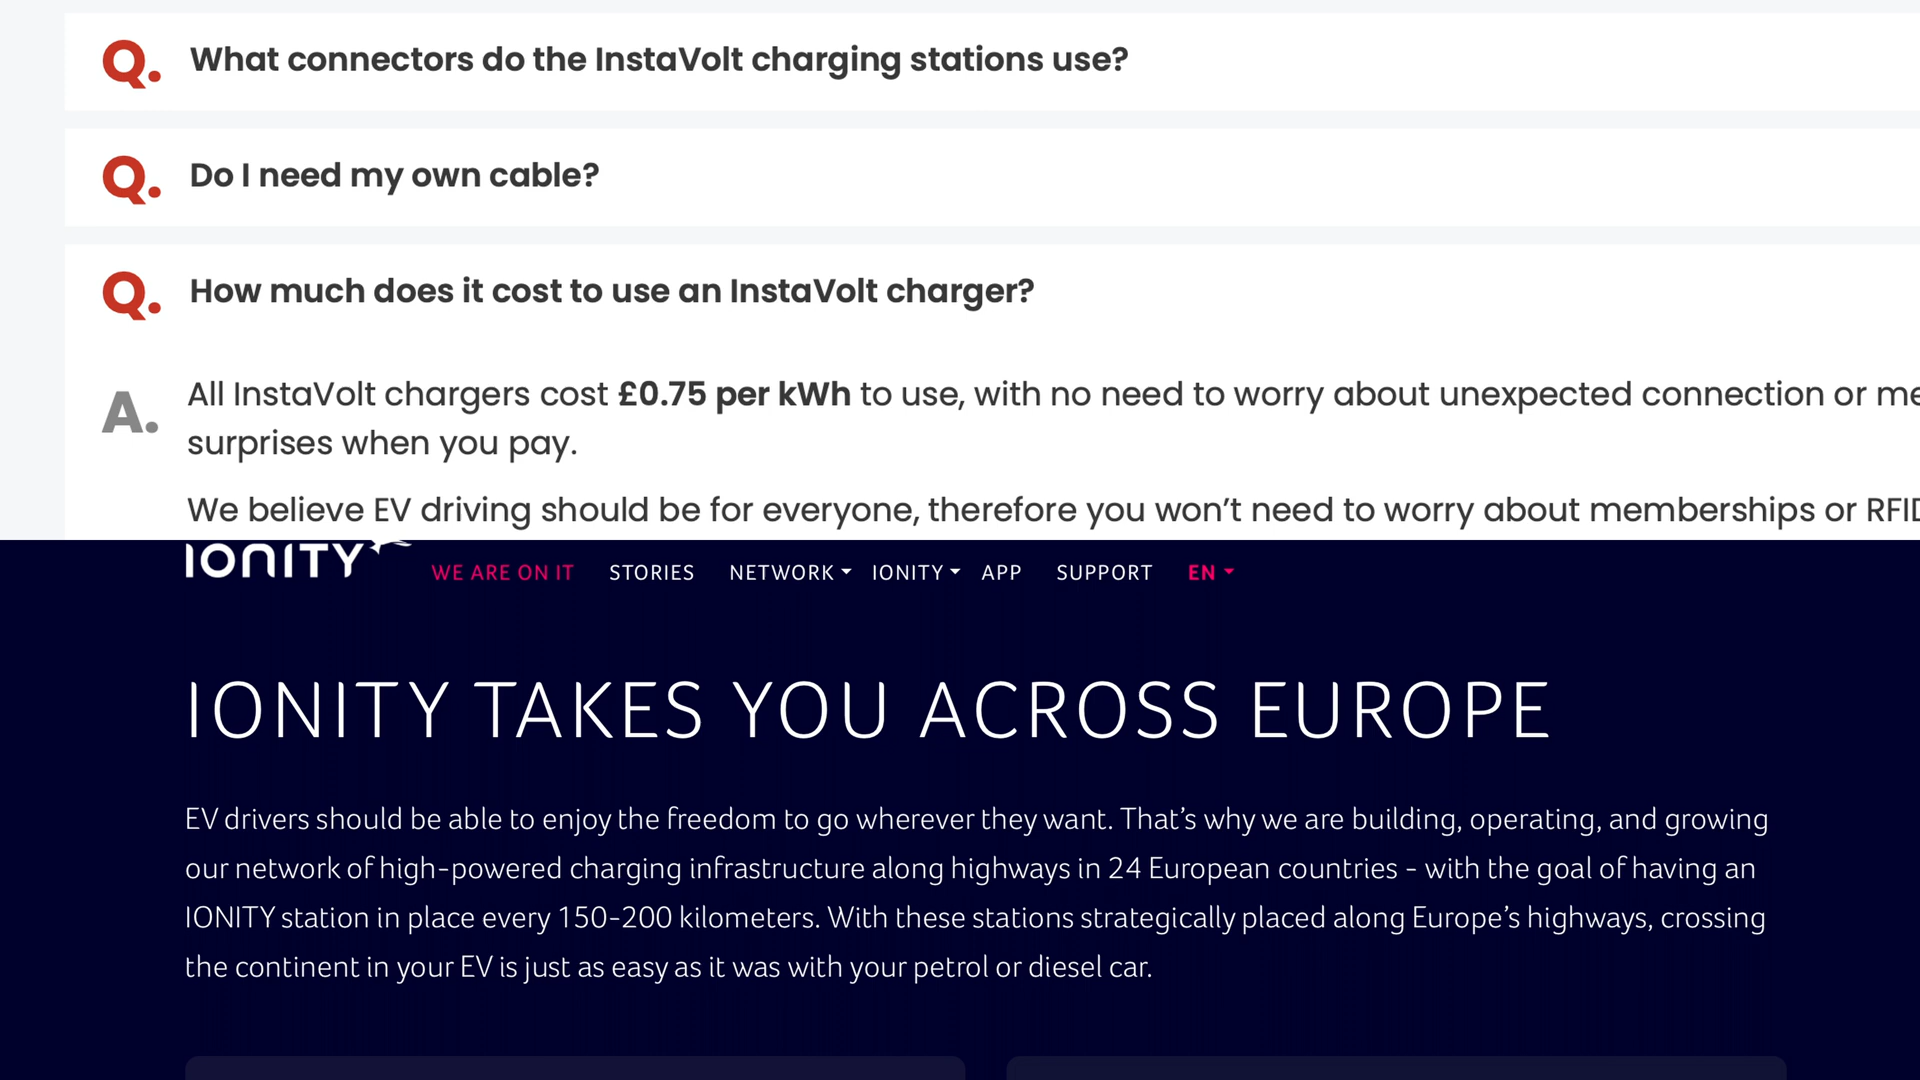 Q. What connectors do the InstaVolt charging stations use?
Q. Do I need my own cable?
Q. How much does it cost to use an InstaVolt charger?
A. All InstaVolt chargers cost £0.75 per kWh to use, with no need to worry about unexpected connection or
surprises when you pay.
We believe EV driving should be for everyone, therefore you won’t need to worry about memberships or
IONITY WE ARE ON IT STORIES NETWORK IONITY APP SUPPORT EN
IONITY TAKES YOU ACROSS EUROPE
EV drivers should be able to enjoy the freedom to go wherever they want. That’s why we are building, operating, and growing
our network of high-powered charging infrastructure along highways in 24 European countries - with the goal of having an
IONITY station in place every 150-200 kilometers. With these stations strategically placed along Europe’s highways, crossing
the continent in your EV is just as easy as it was with your petrol or diesel car.